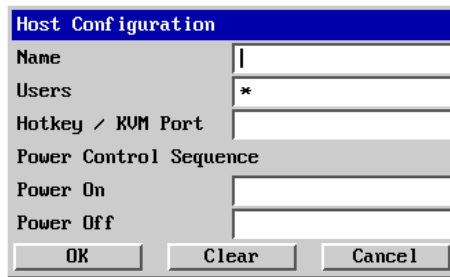 Host Configuration
Name
Users *
Hotkey / KVM Port
Power Control Sequence
Power On
Power Off
OK Clear Cancel